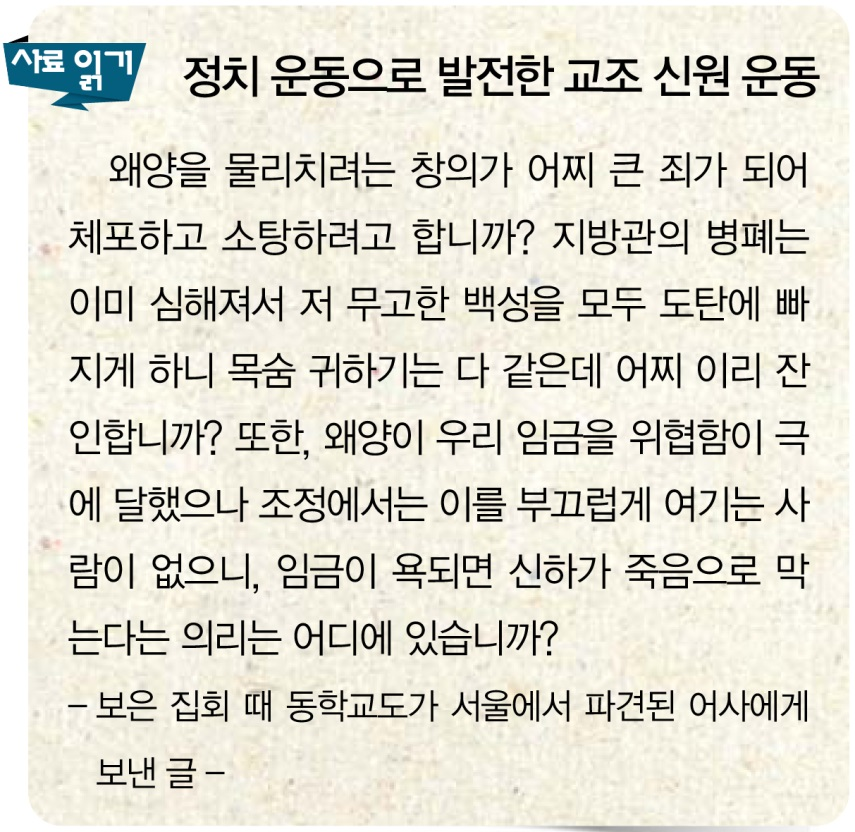 사료 읽기
정치 운동으로 발전한 교조 신원 운동
왜양을 물리치려는 창의가 어찌 큰 죄가 되어
체포하고 소탕하려고 합니까? 지방관의 병폐는
이미 심해져서 저 무고한 백성을 모두 도탄에 빠
지게 하니 목숨 귀하기는 다 같은데 어찌 이리 잔
인합니까? 또한, 왜양이 우리 임금을 위협함이 극
에 달했으나 조정에서는 이를 부끄럽게 여기는 사
람이 없으니, 임금이 욕되면 신하가 죽음으로 막
는다는 의리는 어디에 있습니까?
– 보은 집회 때 동학교도가 서울에서 파견된 어사에게
보낸 글 –